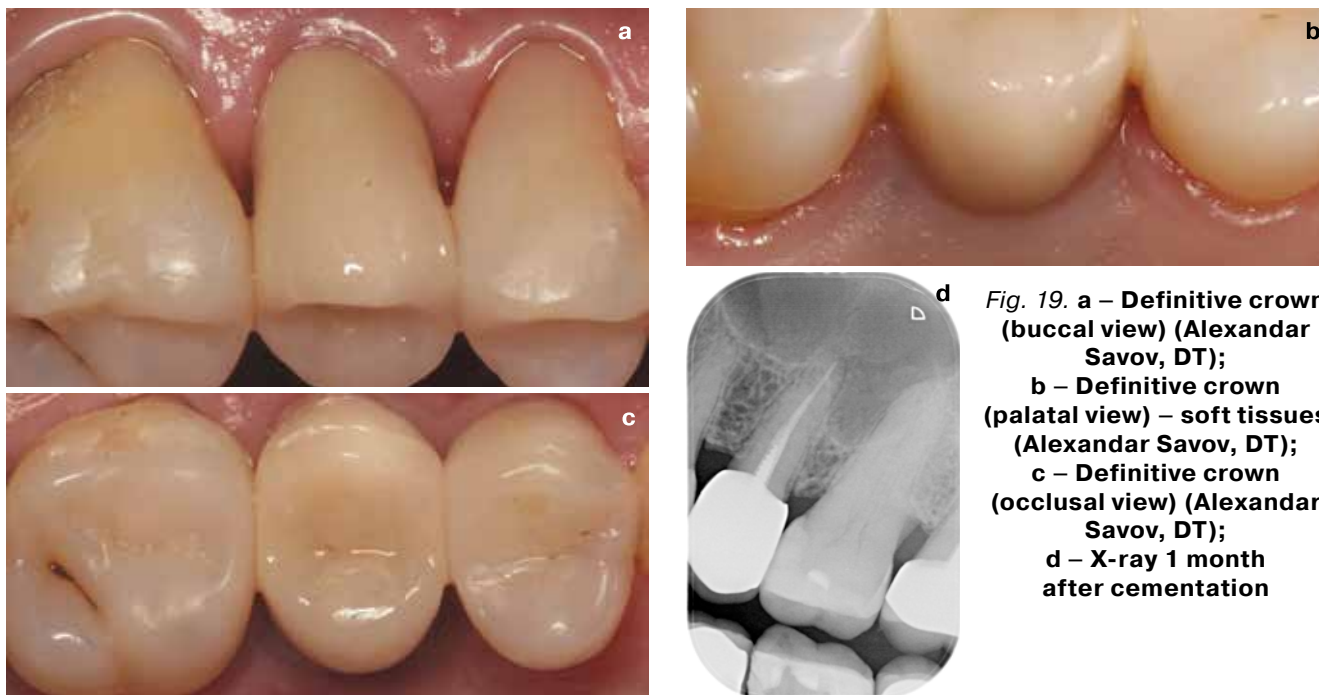 a
b
c
d
Fig. 19. a – Definitive crown
(buccal view) (Alexandar
Savov, DT);
b – Definitive crown
(palatal view) – soft tissues
(Alexandar Savov, DT);
c – Definitive crown
(occlusal view) (Alexandar
Savov, DT);
d – X-ray 1 month
after cementation